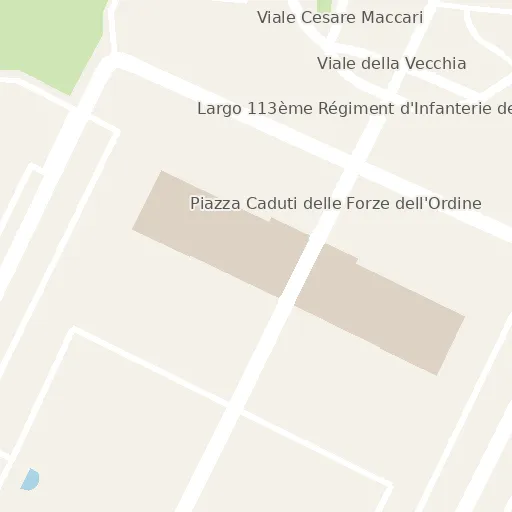 Viale Cesare Maccari
Viale della Vecchia
Largo 113ème Régiment d'Infanterie de
Piazza Caduti delle Forze dell'Ordine